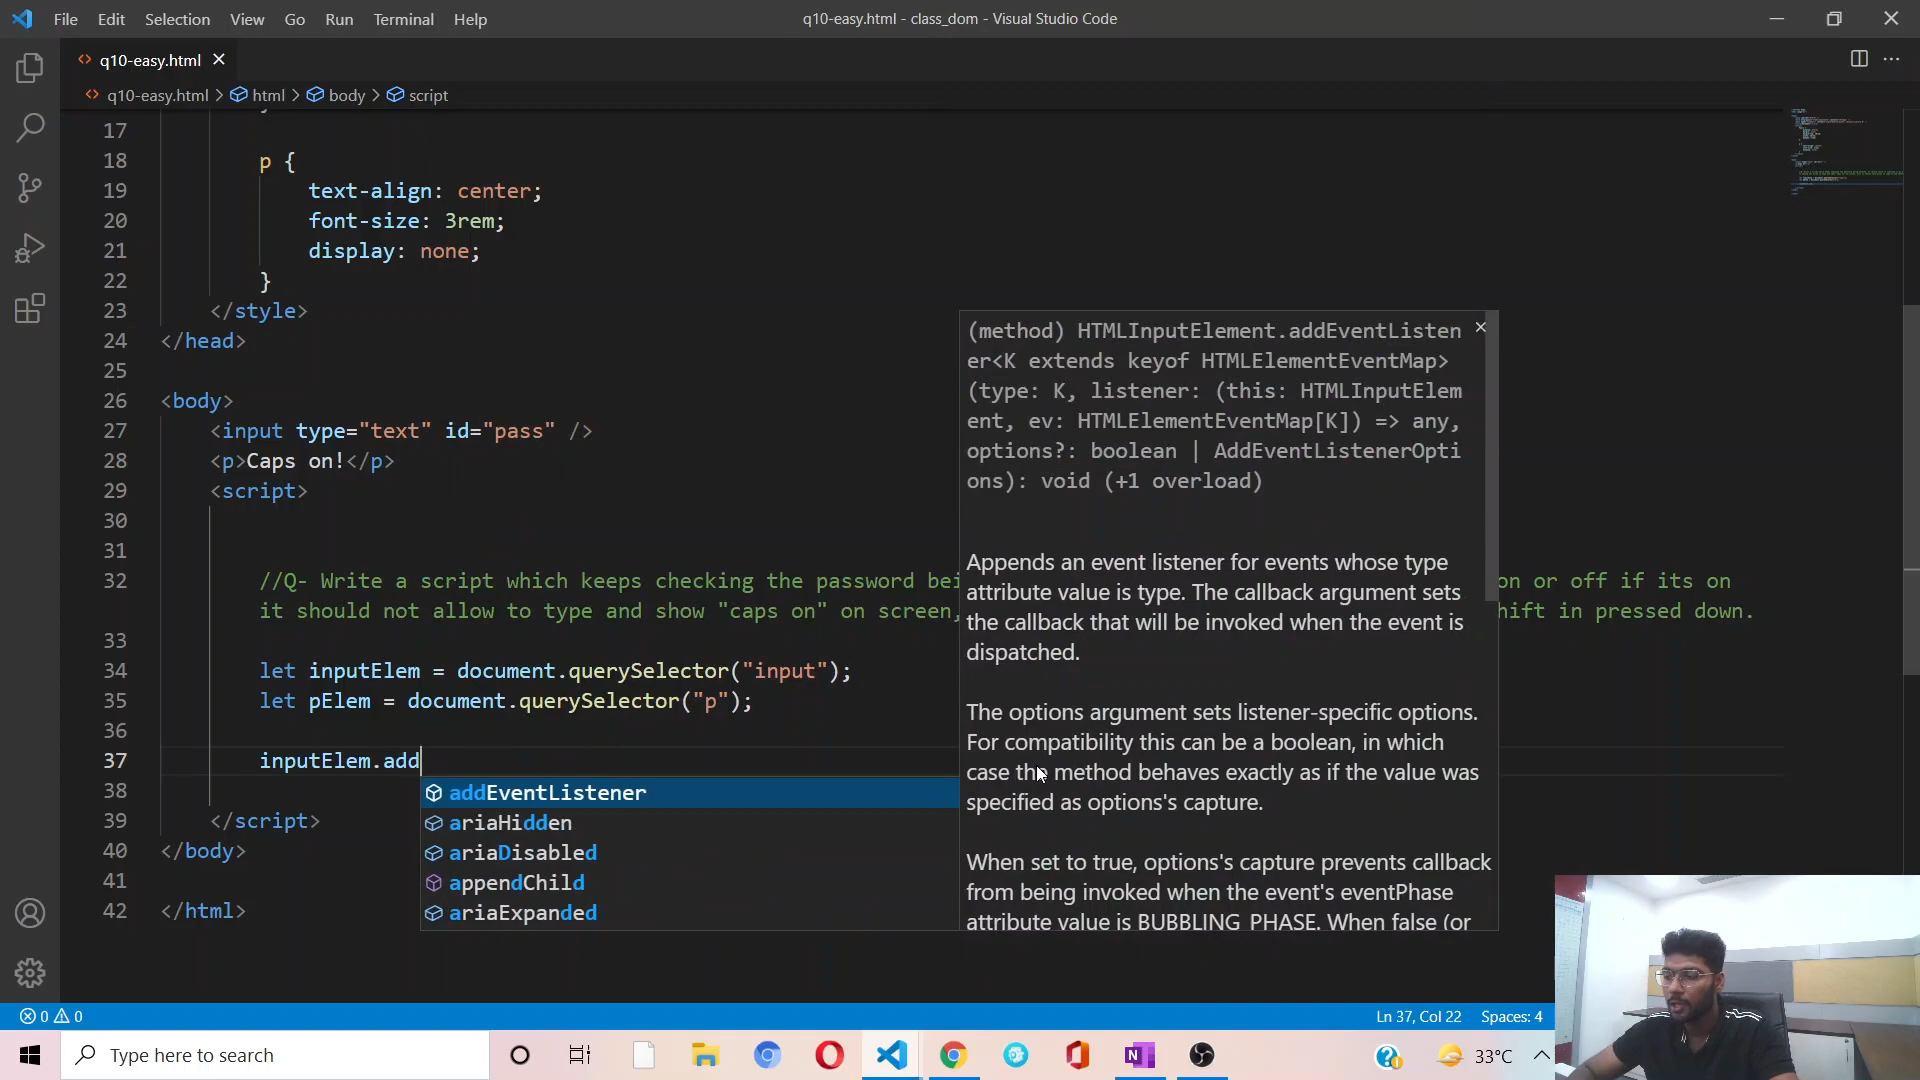 File Edit Selection View Go Run Terminal Help
q10-easy.html - class_dom - Visual Studio Code
q10-easy.html
q10-easy.html > html > body > script
17
18 p {
19 text-align: center;
20 font-size: 3rem;
21 display: none;
22 }
23 </style>
24 </head>
25
26 <body>
27 <input type="text" id="pass" />
28 <p>Caps on!</p>
29 <script>
30
31
32 //Q- Write a script which keeps checking the password bei on or off if its on
it should not allow to type and show "caps on" on screen, hift in pressed down.
33
34 let inputElem = document.querySelector("input");
35 let pElem = document.querySelector("p");
36
37 inputElem.add
38
39 </script>
40 </body>
41
42 </html>
addEventListener
ariaHidden
ariaDisabled
appendChild
ariaExpanded
(method) HTMLInputElement.addEventListen
er<K extends keyof HTMLElementEventMap>
(type: K, listener: (this: HTMLInputElem
ent, ev: HTMLElementEventMap[K]) => any,
options?: boolean | AddEventListenerOpti
ons): void (+1 overload)
Appends an event listener for events whose type
attribute value is type. The callback argument sets
the callback that will be invoked when the event is
dispatched.
The options argument sets listener-specific options.
For compatibility this can be a boolean, in which
case the method behaves exactly as if the value was
specified as options's capture.
When set to true, options's capture prevents callback
from being invoked when the event's eventPhase
attribute value is BUBBLING_PHASE. When false (or
0 0
Ln 37, Col 22 Spaces: 4
Type here to search
33°C